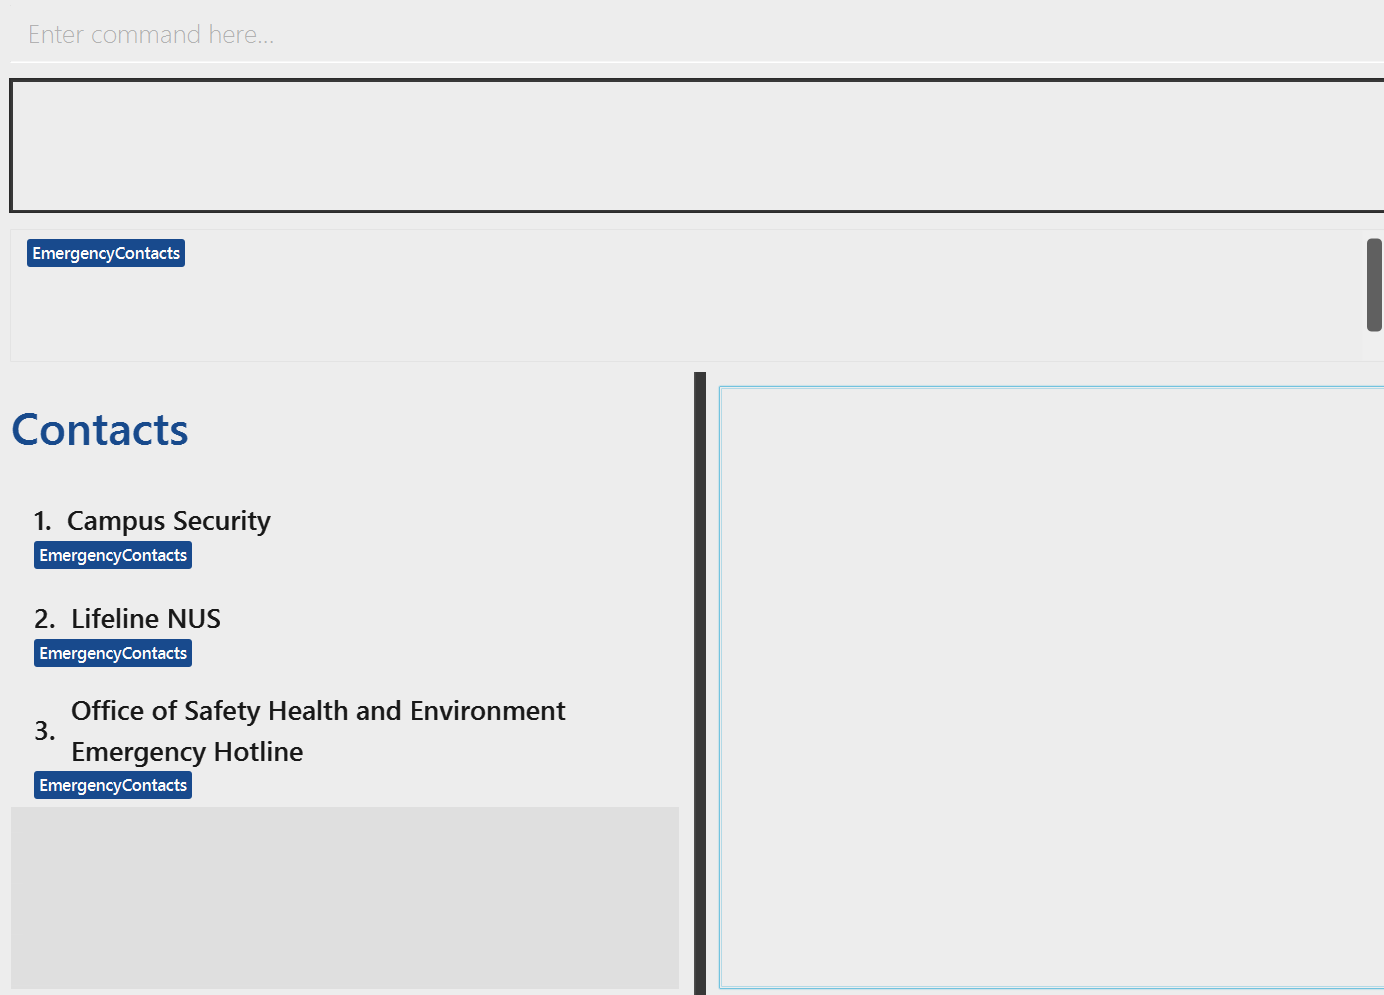 Enter command here...
EmergencyContacts
Contacts
1. Campus Security
EmergencyContacts
2. Lifeline NUS
EmergencyContacts
3. Office of Safety Health and Environment
Emergency Hotline
EmergencyContacts